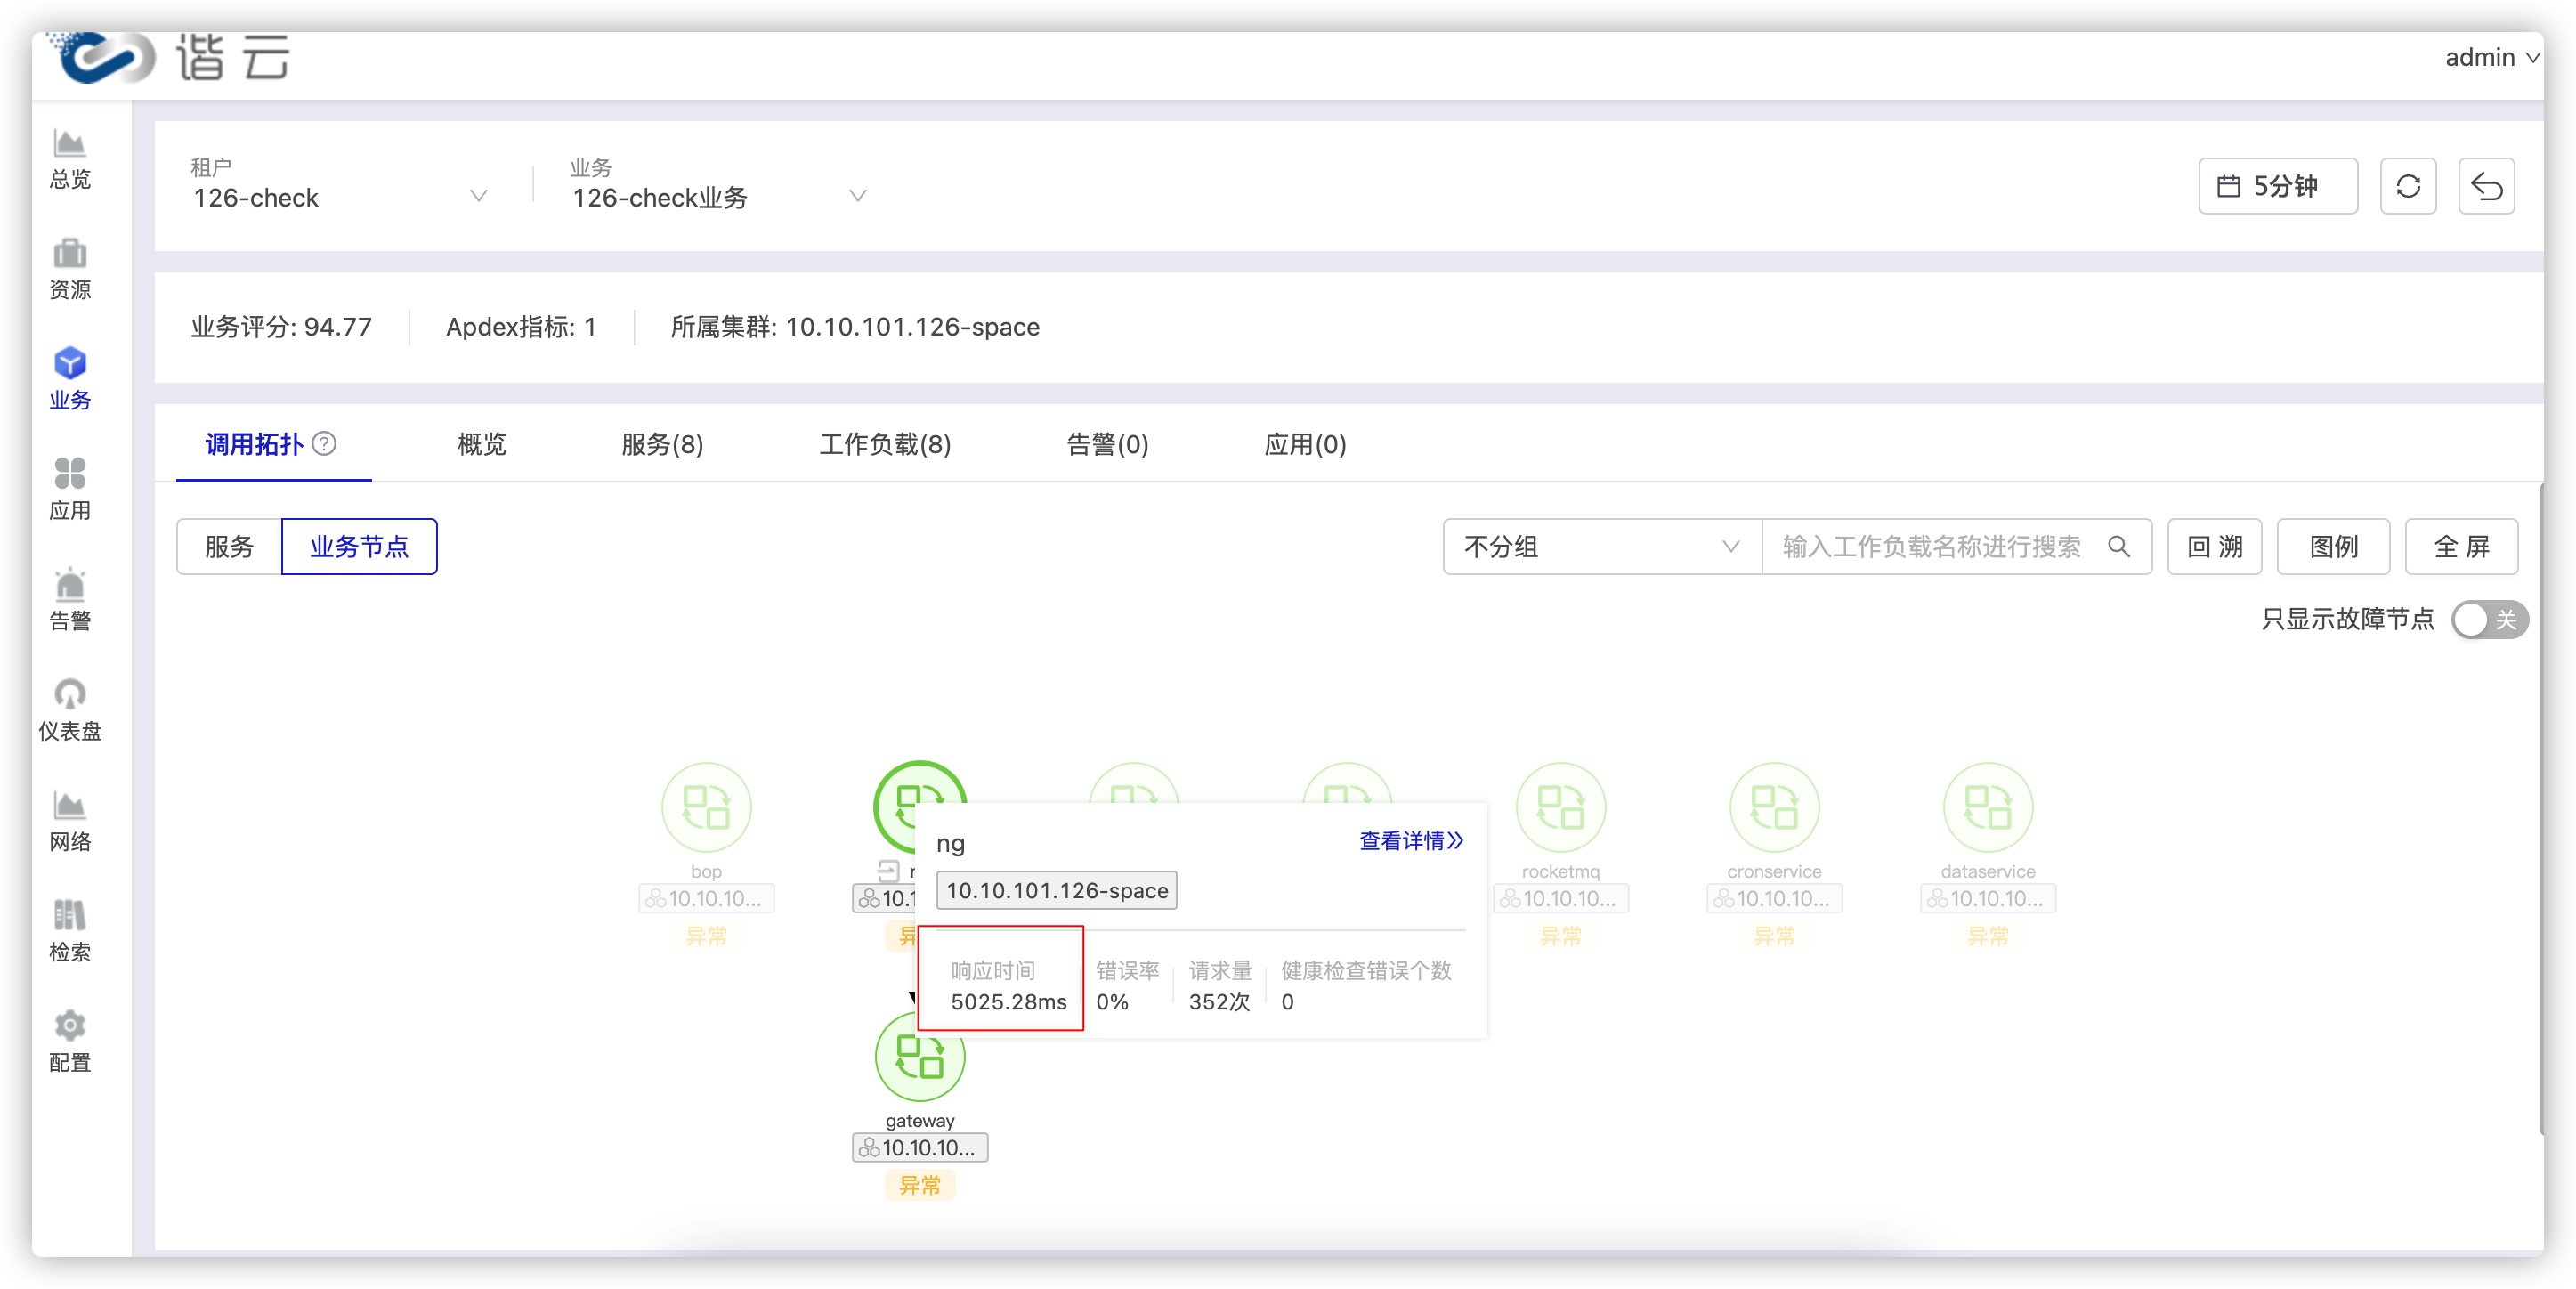 谐云
admin
总览
资源
业务
应用
告警
仪表盘
网络
检索
配置
租户
126-check
业务
126-check业务
5分钟
业务评分: 94.77
Apdex指标: 1
所属集群: 10.10.101.126-space
调用拓扑
概览
服务(8)
工作负载(8)
告警(0)
应用(0)
服务
业务节点
不分组
输入工作负载名称进行搜索
回溯
图例
全屏
只显示故障节点
关
bop
10.10.10...
异常
10.1
ng
查看详情
10.10.101.126-space
响应时间
5025.28ms
错误率
0%
请求量
352次
健康检查错误个数
0
rocketmq
10.10.10...
异常
cronservice
10.10.10...
异常
dataservice
10.10.10...
异常
gateway
10.10.10...
异常